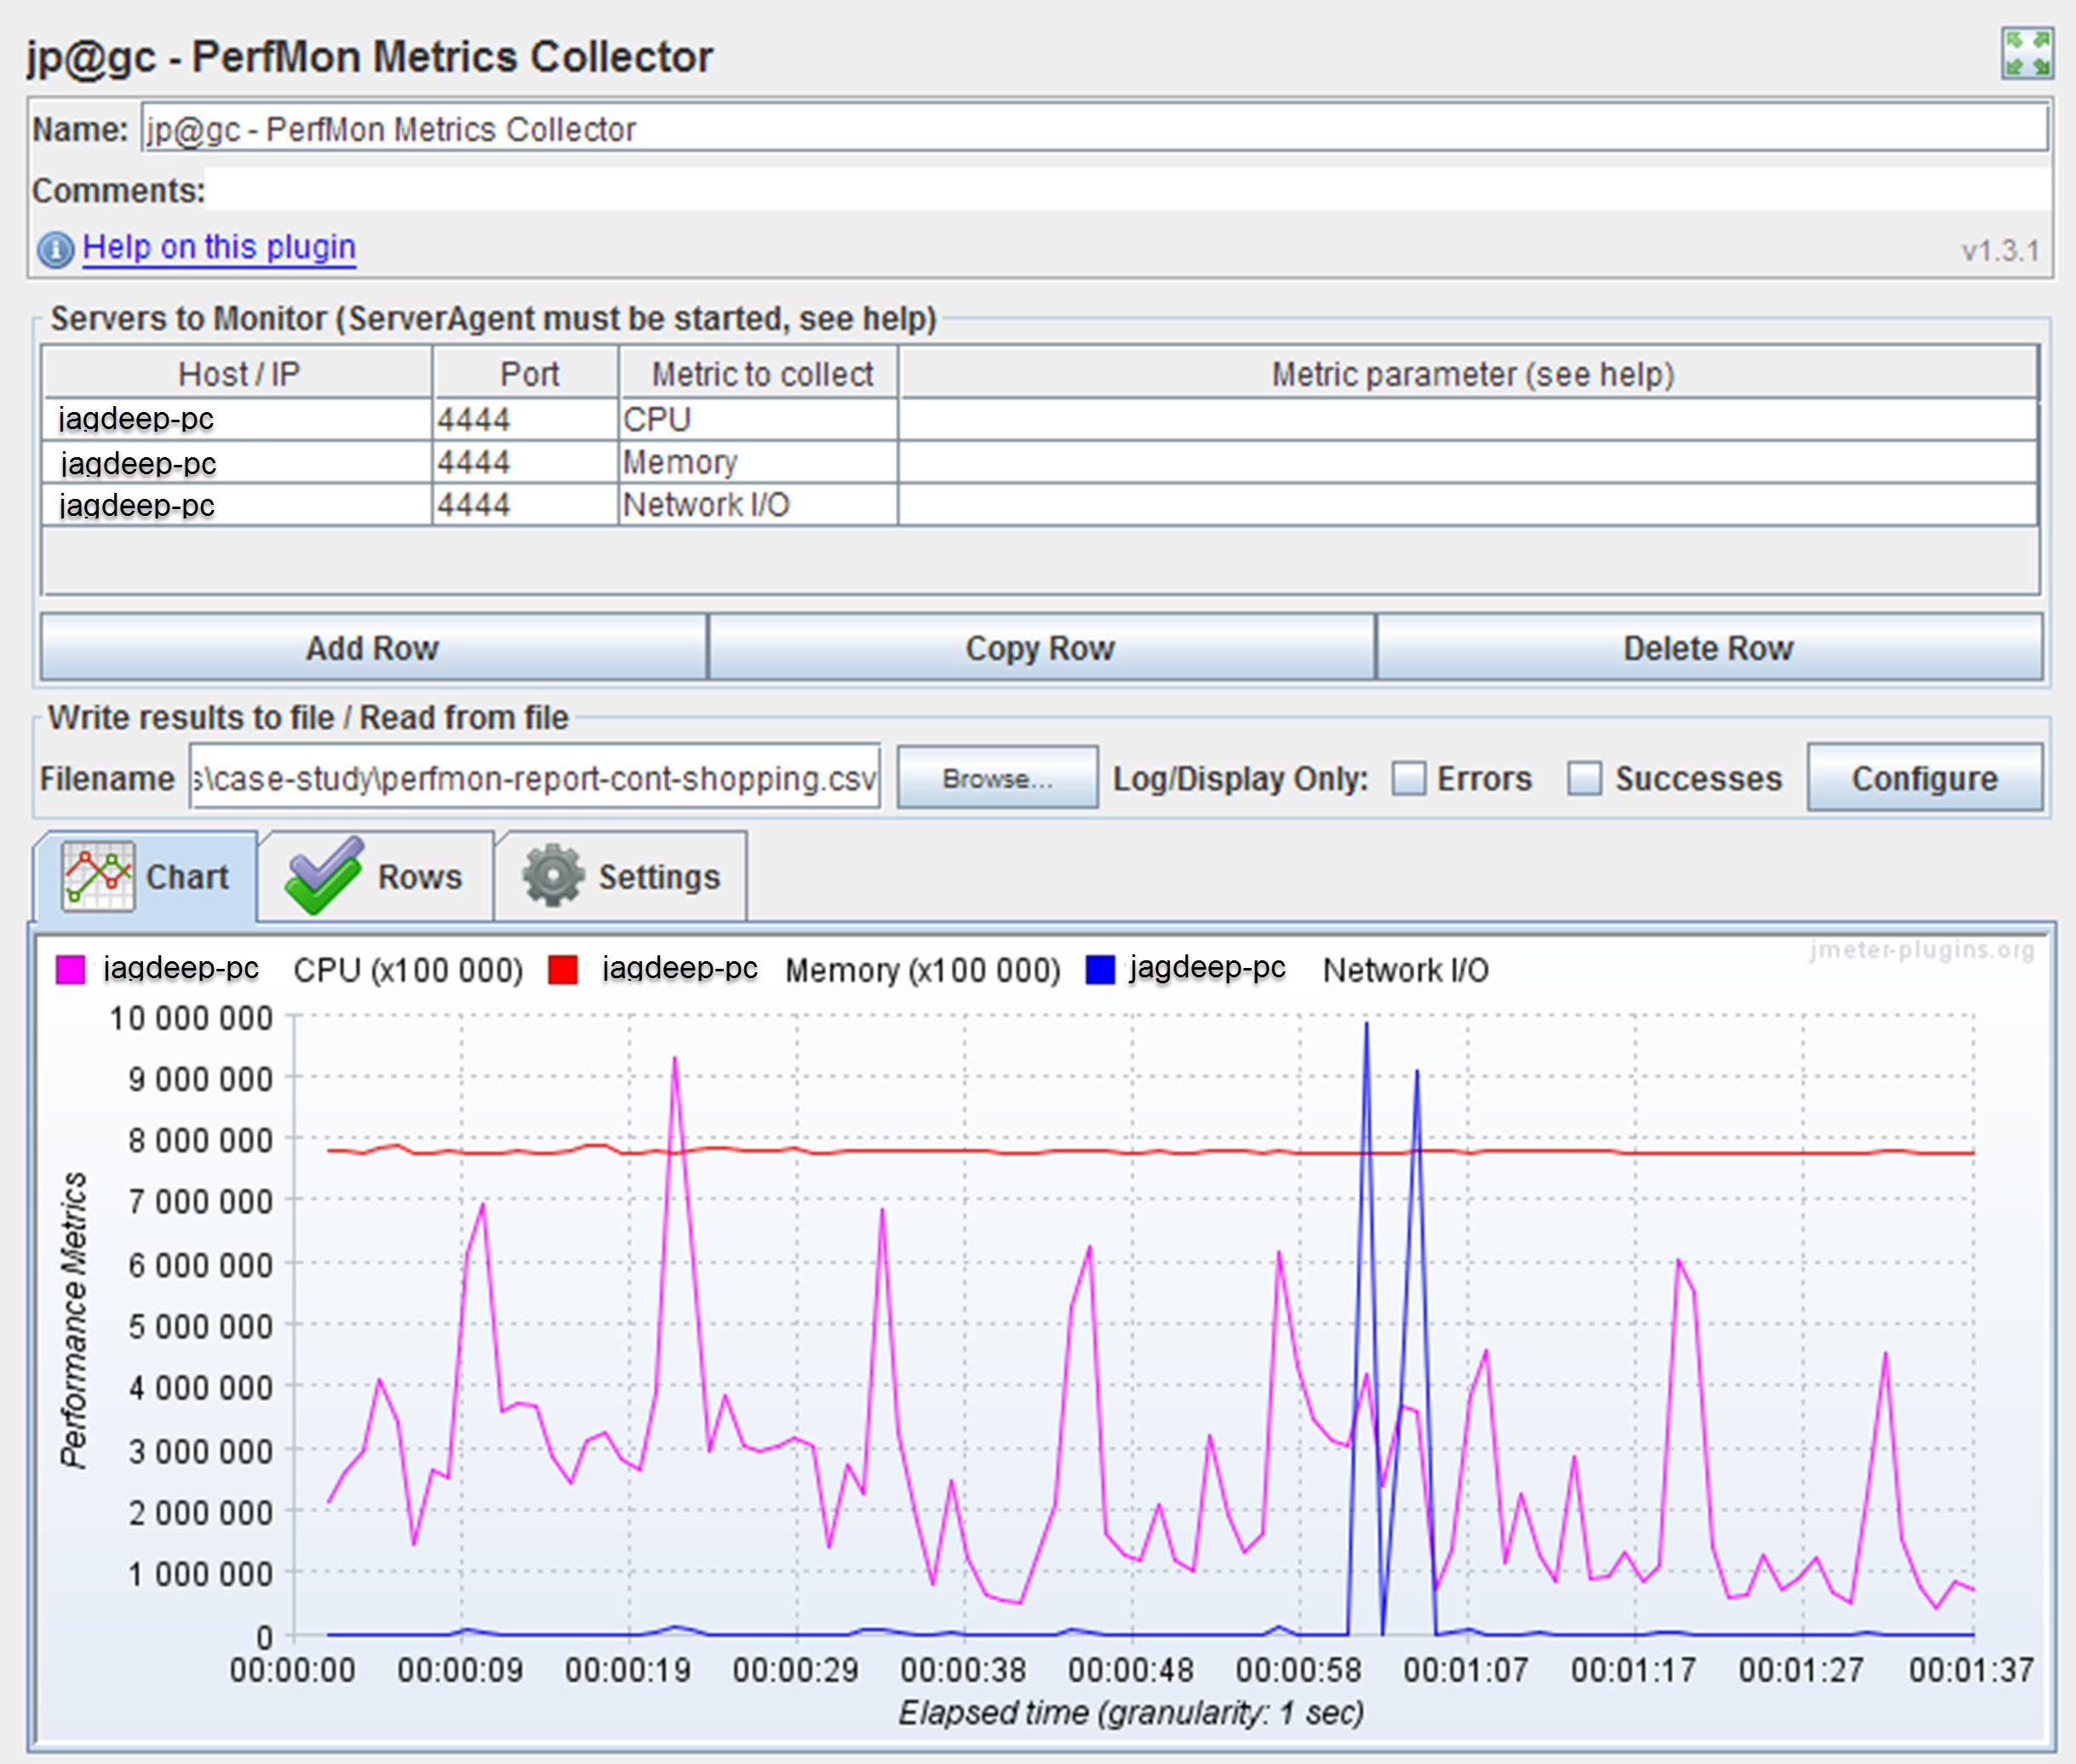 jp@gc - PerfMon Metrics Collector
Name: jp@gc - PerfMon Metrics Collector
Comments:
Help on this plugin v1.3.1
Servers to Monitor (ServerAgent must be started, see help)
Host / IP Port Metric to collect Metric parameter (see help)
jagdeep-pc 4444 CPU
jagdeep-pc 4444 Memory
jagdeep-pc 4444 Network I/O
Add Row Copy Row Delete Row
Write results to file / Read from file
Filename s\case-study\perfmon-report-cont-shopping.csv Browse... Log/Display Only: Errors Successes Configure
Chart Rows Settings
jmeter-plugins.org
jagdeep-pc CPU (x100 000) jagdeep-pc Memory (x100 000) jagdeep-pc Network I/O
10 000 000
9 000 000
8 000 000
7 000 000
6 000 000
5 000 000
4 000 000
3 000 000
2 000 000
1 000 000
0
Performance Metrics
00:00:00 00:00:09 00:00:19 00:00:29 00:00:38 00:00:48 00:00:58 00:01:07 00:01:17 00:01:27 00:01:37
Elapsed time (granularity: 1 sec)